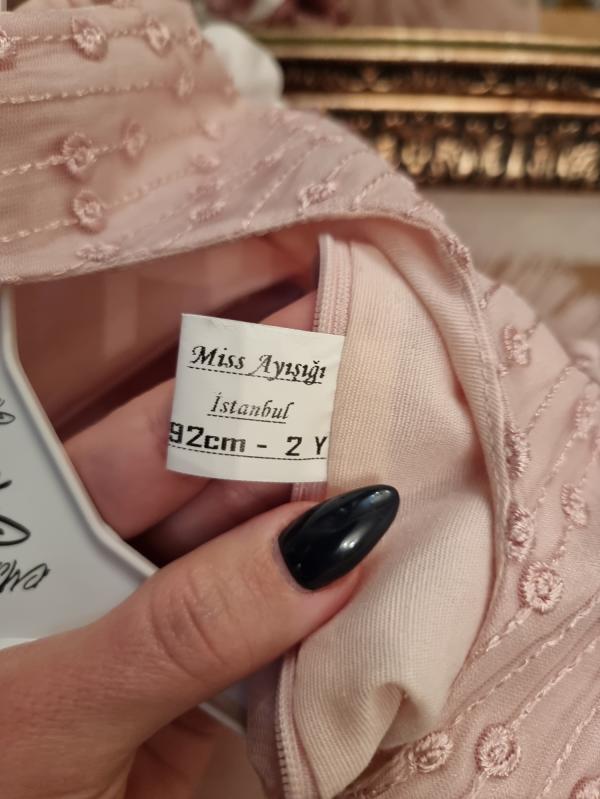 Miss Ayışığı
İstanbul
92cm - 2 Y